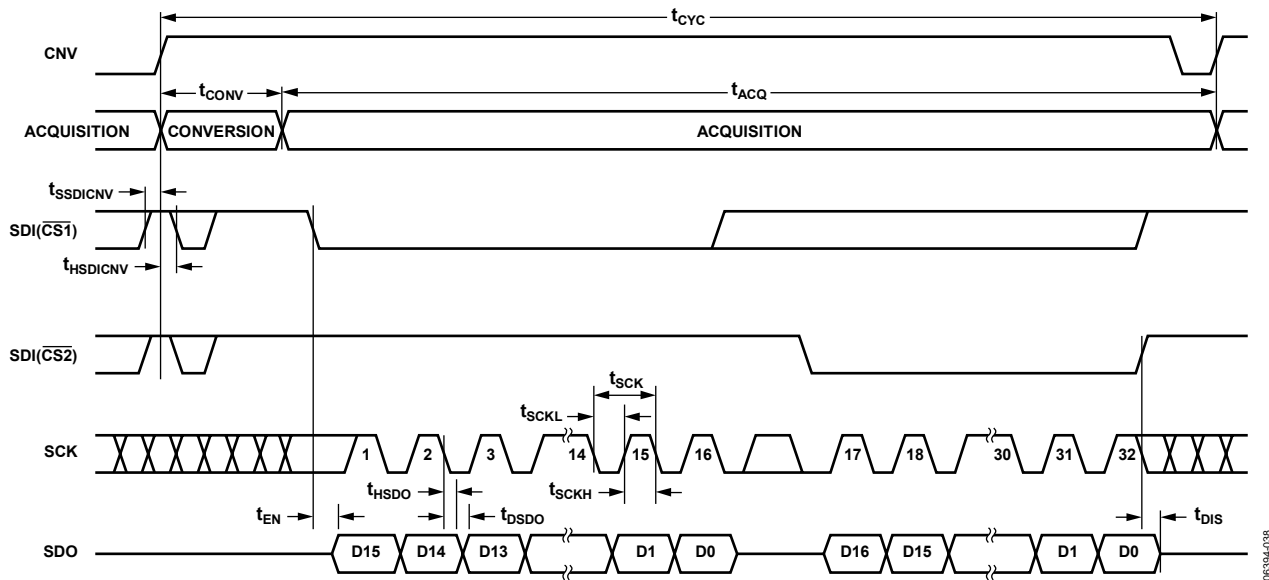 tCYC
CNV
tCONV
tACQ
ACQUISITION
CONVERSION
ACQUISITION
tSSDICNV
SDI(CS1)
tHSDICNV
SDI(CS2)
tSCK
tSCKL
SCK
1 2 3 14 15 16 17 18 30 31 32
tHSDO
tSCKH
tEN
tDSDO
tDIS
SDO
D15 D14 D13 D1 D0 D16 D15 D1 D0
06394-038